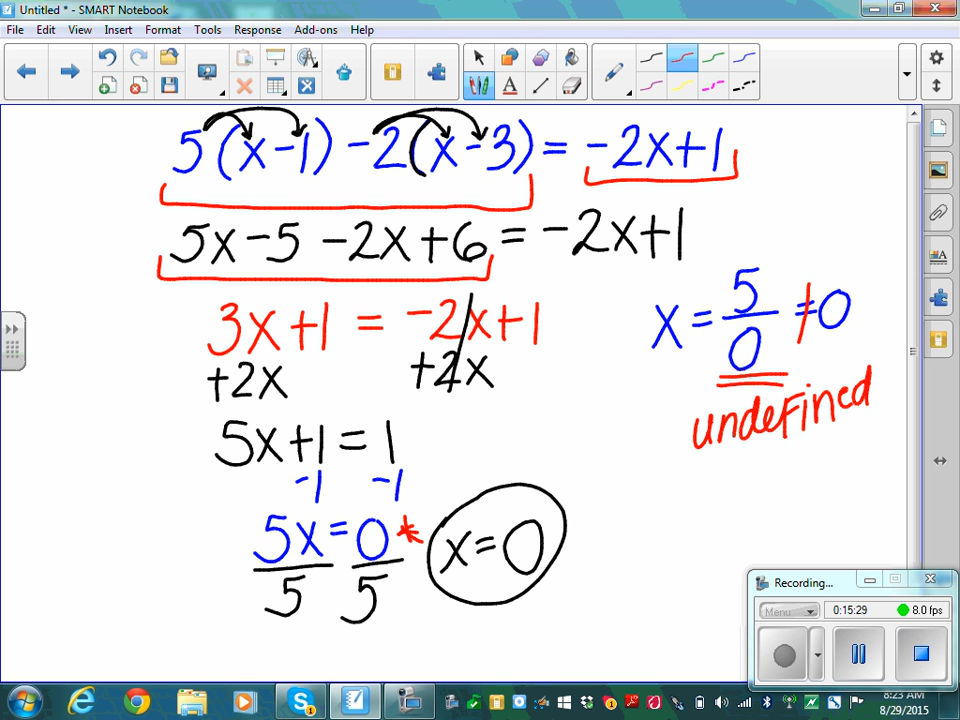 Untitled * - SMART Notebook
File Edit View Insert Format Tools Response Add-ons Help
5(x-1) -2(x-3) = -2x+1
5x-5 -2x+6 = -2x+1
3x+1 = -2x+1
+2x +2x
5x+1 = 1
-1 -1
5x = 0 *
5 5
x = 0
x = 5/0 ≠ 0
undefined
Recording...
Menu
0:15:29
8.0 fps
8:23 AM
8/29/2015